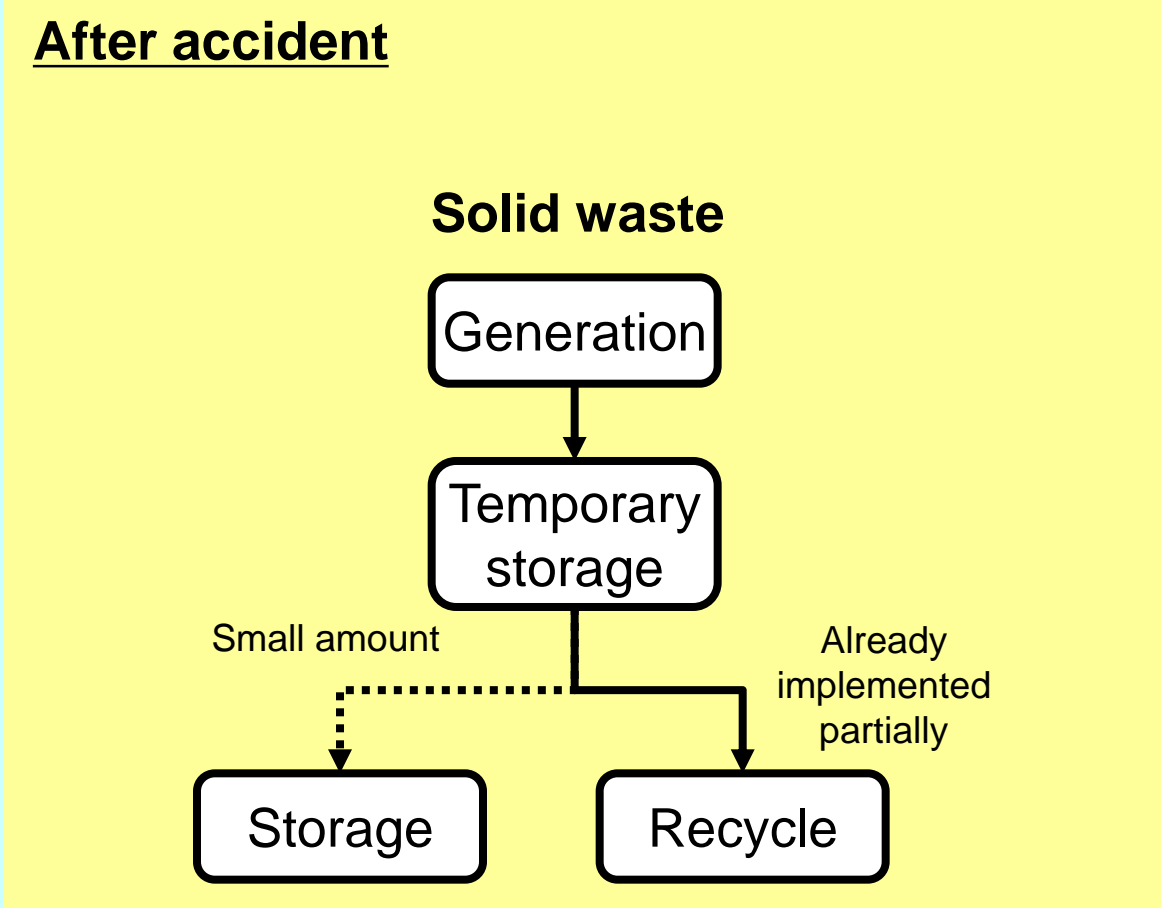 After accident
Solid waste
Generation
Temporary
storage
Small amount
Already
implemented
partially
Storage
Recycle